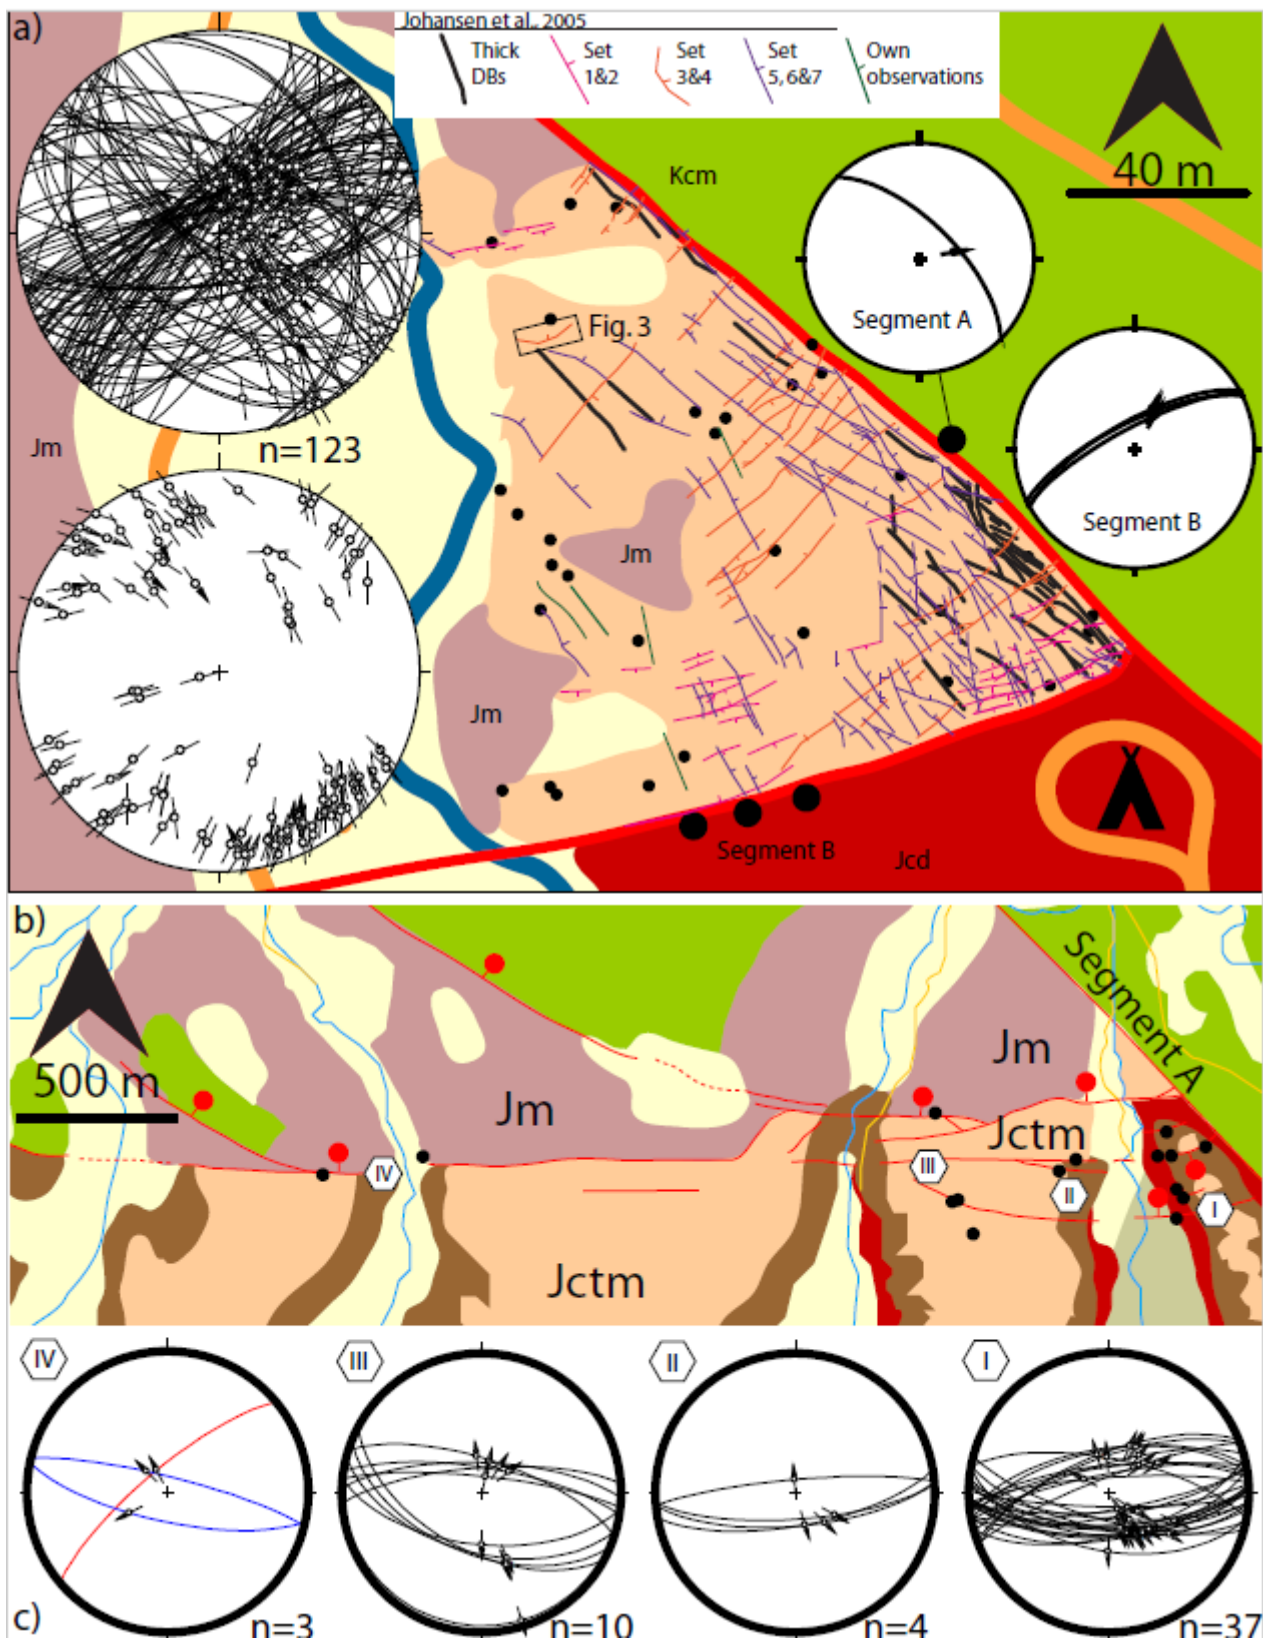 a)
Johansen et al., 2005
Thick DBs
Set 1&2
Set 3&4
Set 5, 6&7
Own observations
40 m
Kcm
Segment A
Fig. 3
Segment B
Jm
n=123
Jm
Jm
Segment B
Jcd
b)
500 m
Segment A
Jm
Jm
Jctm
IV
III
II
I
Jctm
IV
III
II
I
c)
n=3
n=10
n=4
n=37